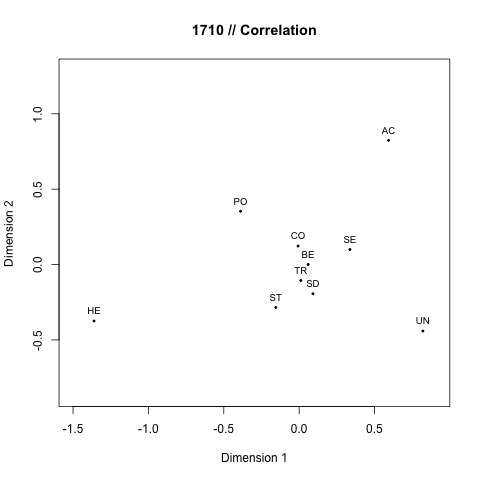 1710 // Correlation
Dimension 2
1.0
0.5
0.0
-0.5
AC
PO
CO
SE
BE
TR
SD
ST
HE
UN
-1.5 -1.0 -0.5 0.0 0.5
Dimension 1